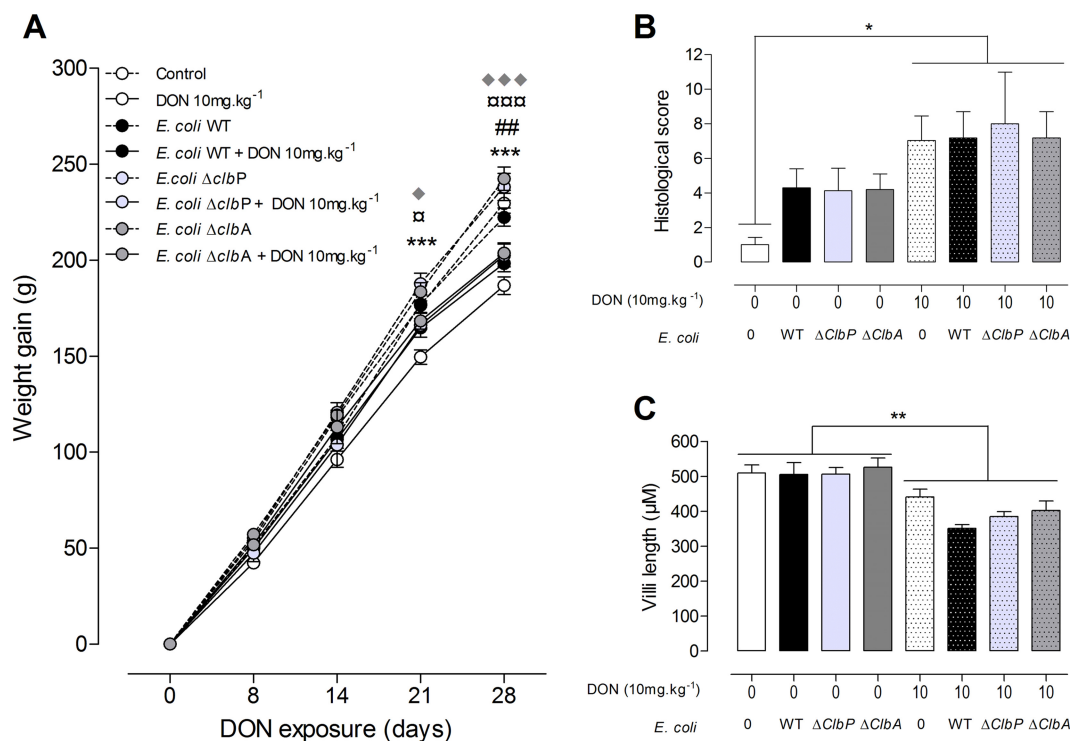 A
300
250
200
150
100
50
0
Weight gain (g)
Control
DON 10mg.kg-1
E. coli WT
E. coli WT + DON 10mg.kg-1
E.coli ΔclbP
E. coli ΔclbP + DON 10mg.kg-1
E. coli ΔclbA
E. coli ΔclbA + DON 10mg.kg-1
◆
¤
***
◆◆◆
¤¤¤
##
***
0 8 14 21 28
DON exposure (days)
B
*
12
10
8
6
4
2
0
Histological score
DON (10mg.kg-1) 0 0 0 0 10 10 10 10
E. coli 0 WT ΔClbP ΔClbA 0 WT ΔClbP ΔClbA
C
**
600
500
400
300
200
100
0
Villi length (µM)
DON (10mg.kg-1) 0 0 0 0 10 10 10 10
E. coli 0 WT ΔClbP ΔClbA 0 WT ΔClbP ΔClbA